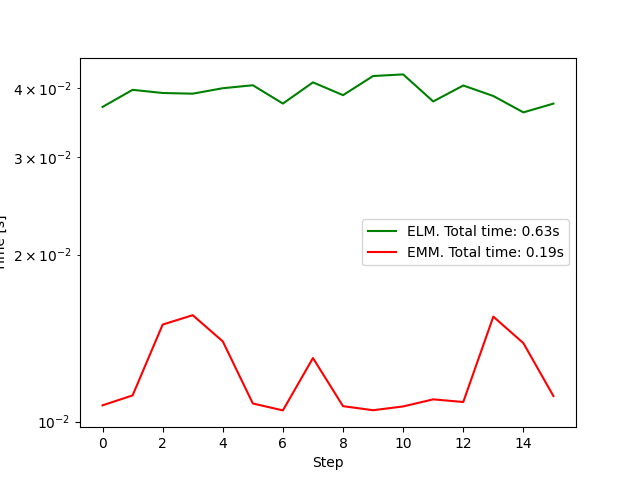 4 × 10⁻²
3 × 10⁻²
2 × 10⁻²
10⁻²
ELM. Total time: 0.63s
EMM. Total time: 0.19s
0 2 4 6 8 10 12 14
Step